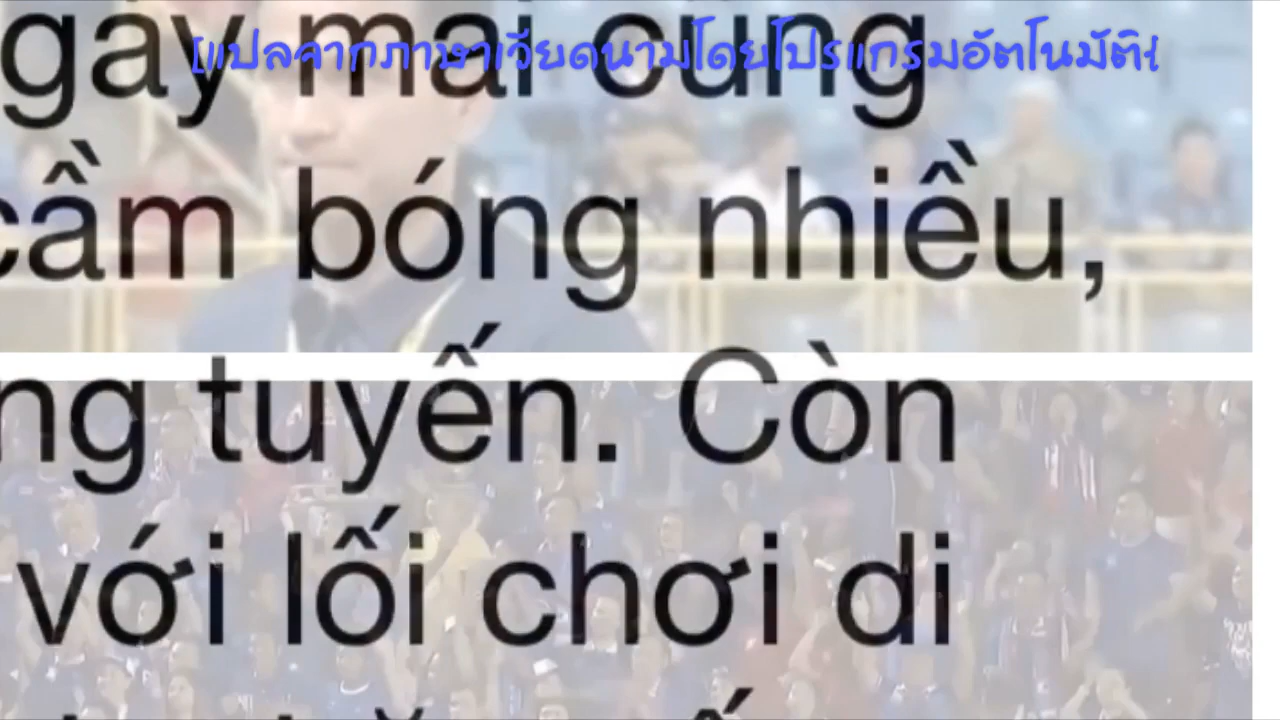 [แปลจากภาษาเวียดนามโดยโปรแกรมอัตโนมัติ]
gày mai cũng
cầm bóng nhiều,
ng tuyến. Còn
với lối chơi di